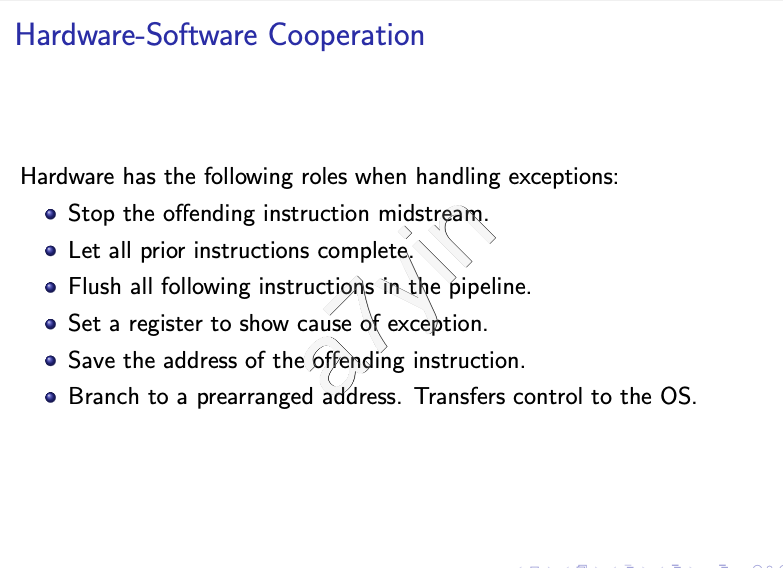 Hardware-Software Cooperation
Hardware has the following roles when handling exceptions:
Stop the offending instruction midstream.
Let all prior instructions complete.
Flush all following instructions in the pipeline.
Set a register to show cause of exception.
Save the address of the offending instruction.
Branch to a prearranged address. Transfers control to the OS.
a7yin